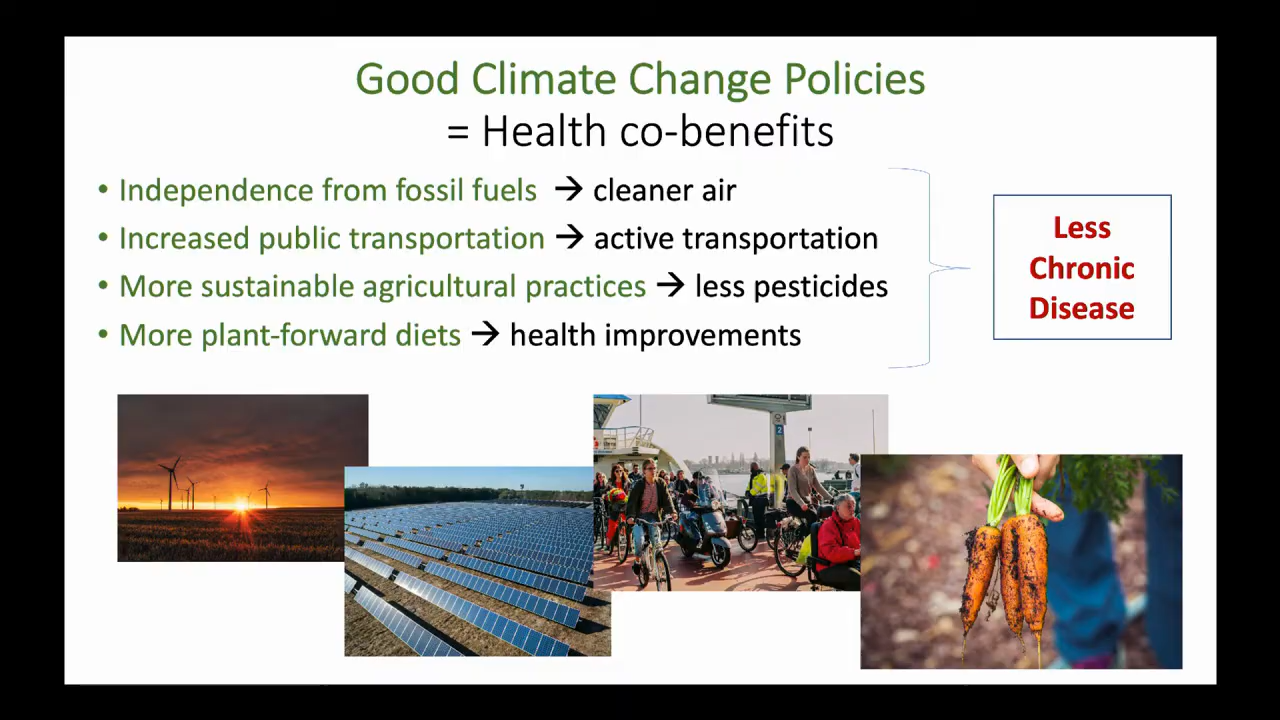 Good Climate Change Policies
= Health co-benefits
• Independence from fossil fuels → cleaner air
• Increased public transportation → active transportation
• More sustainable agricultural practices → less pesticides
• More plant-forward diets → health improvements
Less
Chronic
Disease
2